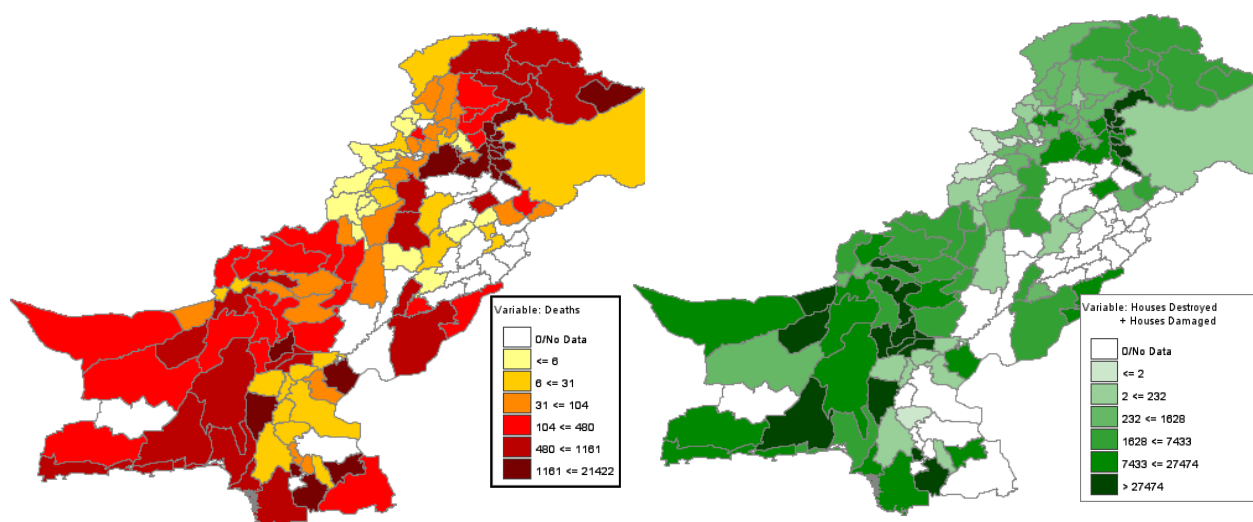 Variable: Deaths
0/No Data
<= 6
6 <= 31
31 <= 104
104 <= 480
480 <= 1161
1161 <= 21422
Variable: Houses Destroyed
+ Houses Damaged
0/No Data
<= 2
2 <= 232
232 <= 1628
1628 <= 7433
7433 <= 27474
> 27474